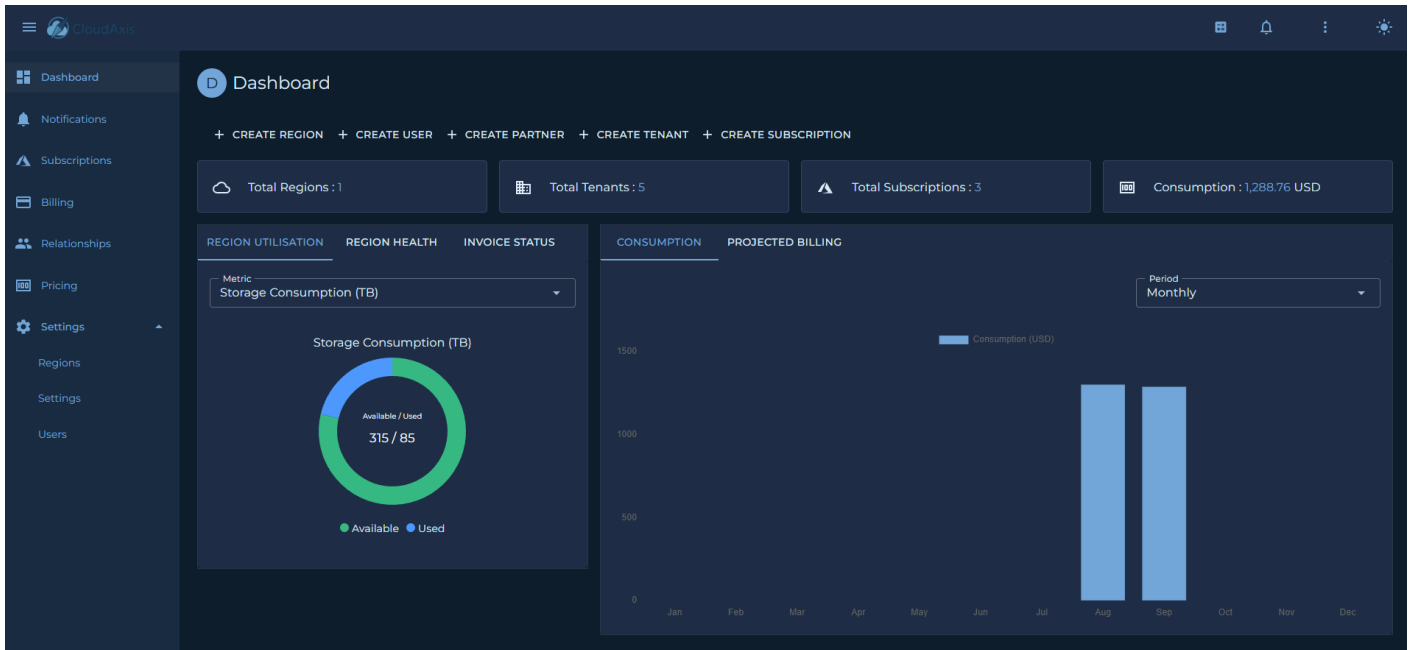 CloudAxis
Dashboard
Notifications
Subscriptions
Billing
Relationships
Pricing
Settings
Regions
Settings
Users
D Dashboard
+ CREATE REGION + CREATE USER + CREATE PARTNER + CREATE TENANT + CREATE SUBSCRIPTION
Total Regions : 1
Total Tenants : 5
Total Subscriptions : 3
100 Consumption : 1,288.76 USD
REGION UTILISATION REGION HEALTH INVOICE STATUS
Metric
Storage Consumption (TB)
Storage Consumption (TB)
Available / Used
315 / 85
Available Used
CONSUMPTION PROJECTED BILLING
Period
Monthly
Consumption (USD)
1500
1000
500
0
Jan Feb Mar Apr May Jun Jul Aug Sep Oct Nov Dec